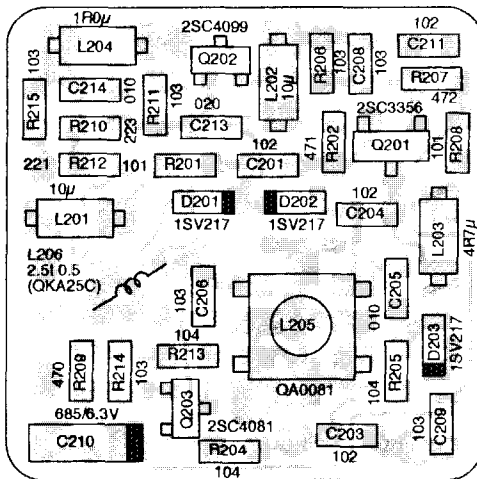 1R0µ
L204
2SC4099
Q202
L202
10µ
R206
103
C208
103
102
C211
R207
472
103
R215
C214
010
R210
223
R211
103
020
C213
2SC3356
Q201
471
R202
101
R208
221
R212
101
R201
102
C201
10µ
L201
D201
1SV217
D202
1SV217
102
C204
L203
4R7µ
L206
2.5I 0.5
(QKA25C)
103
C206
L205
QA0081
010
C205
D203
1SV217
104
R213
470
R209
R214
103
Q203
2SC4081
104
R205
685/6.3V
C210
R204
104
C203
102
103
C209